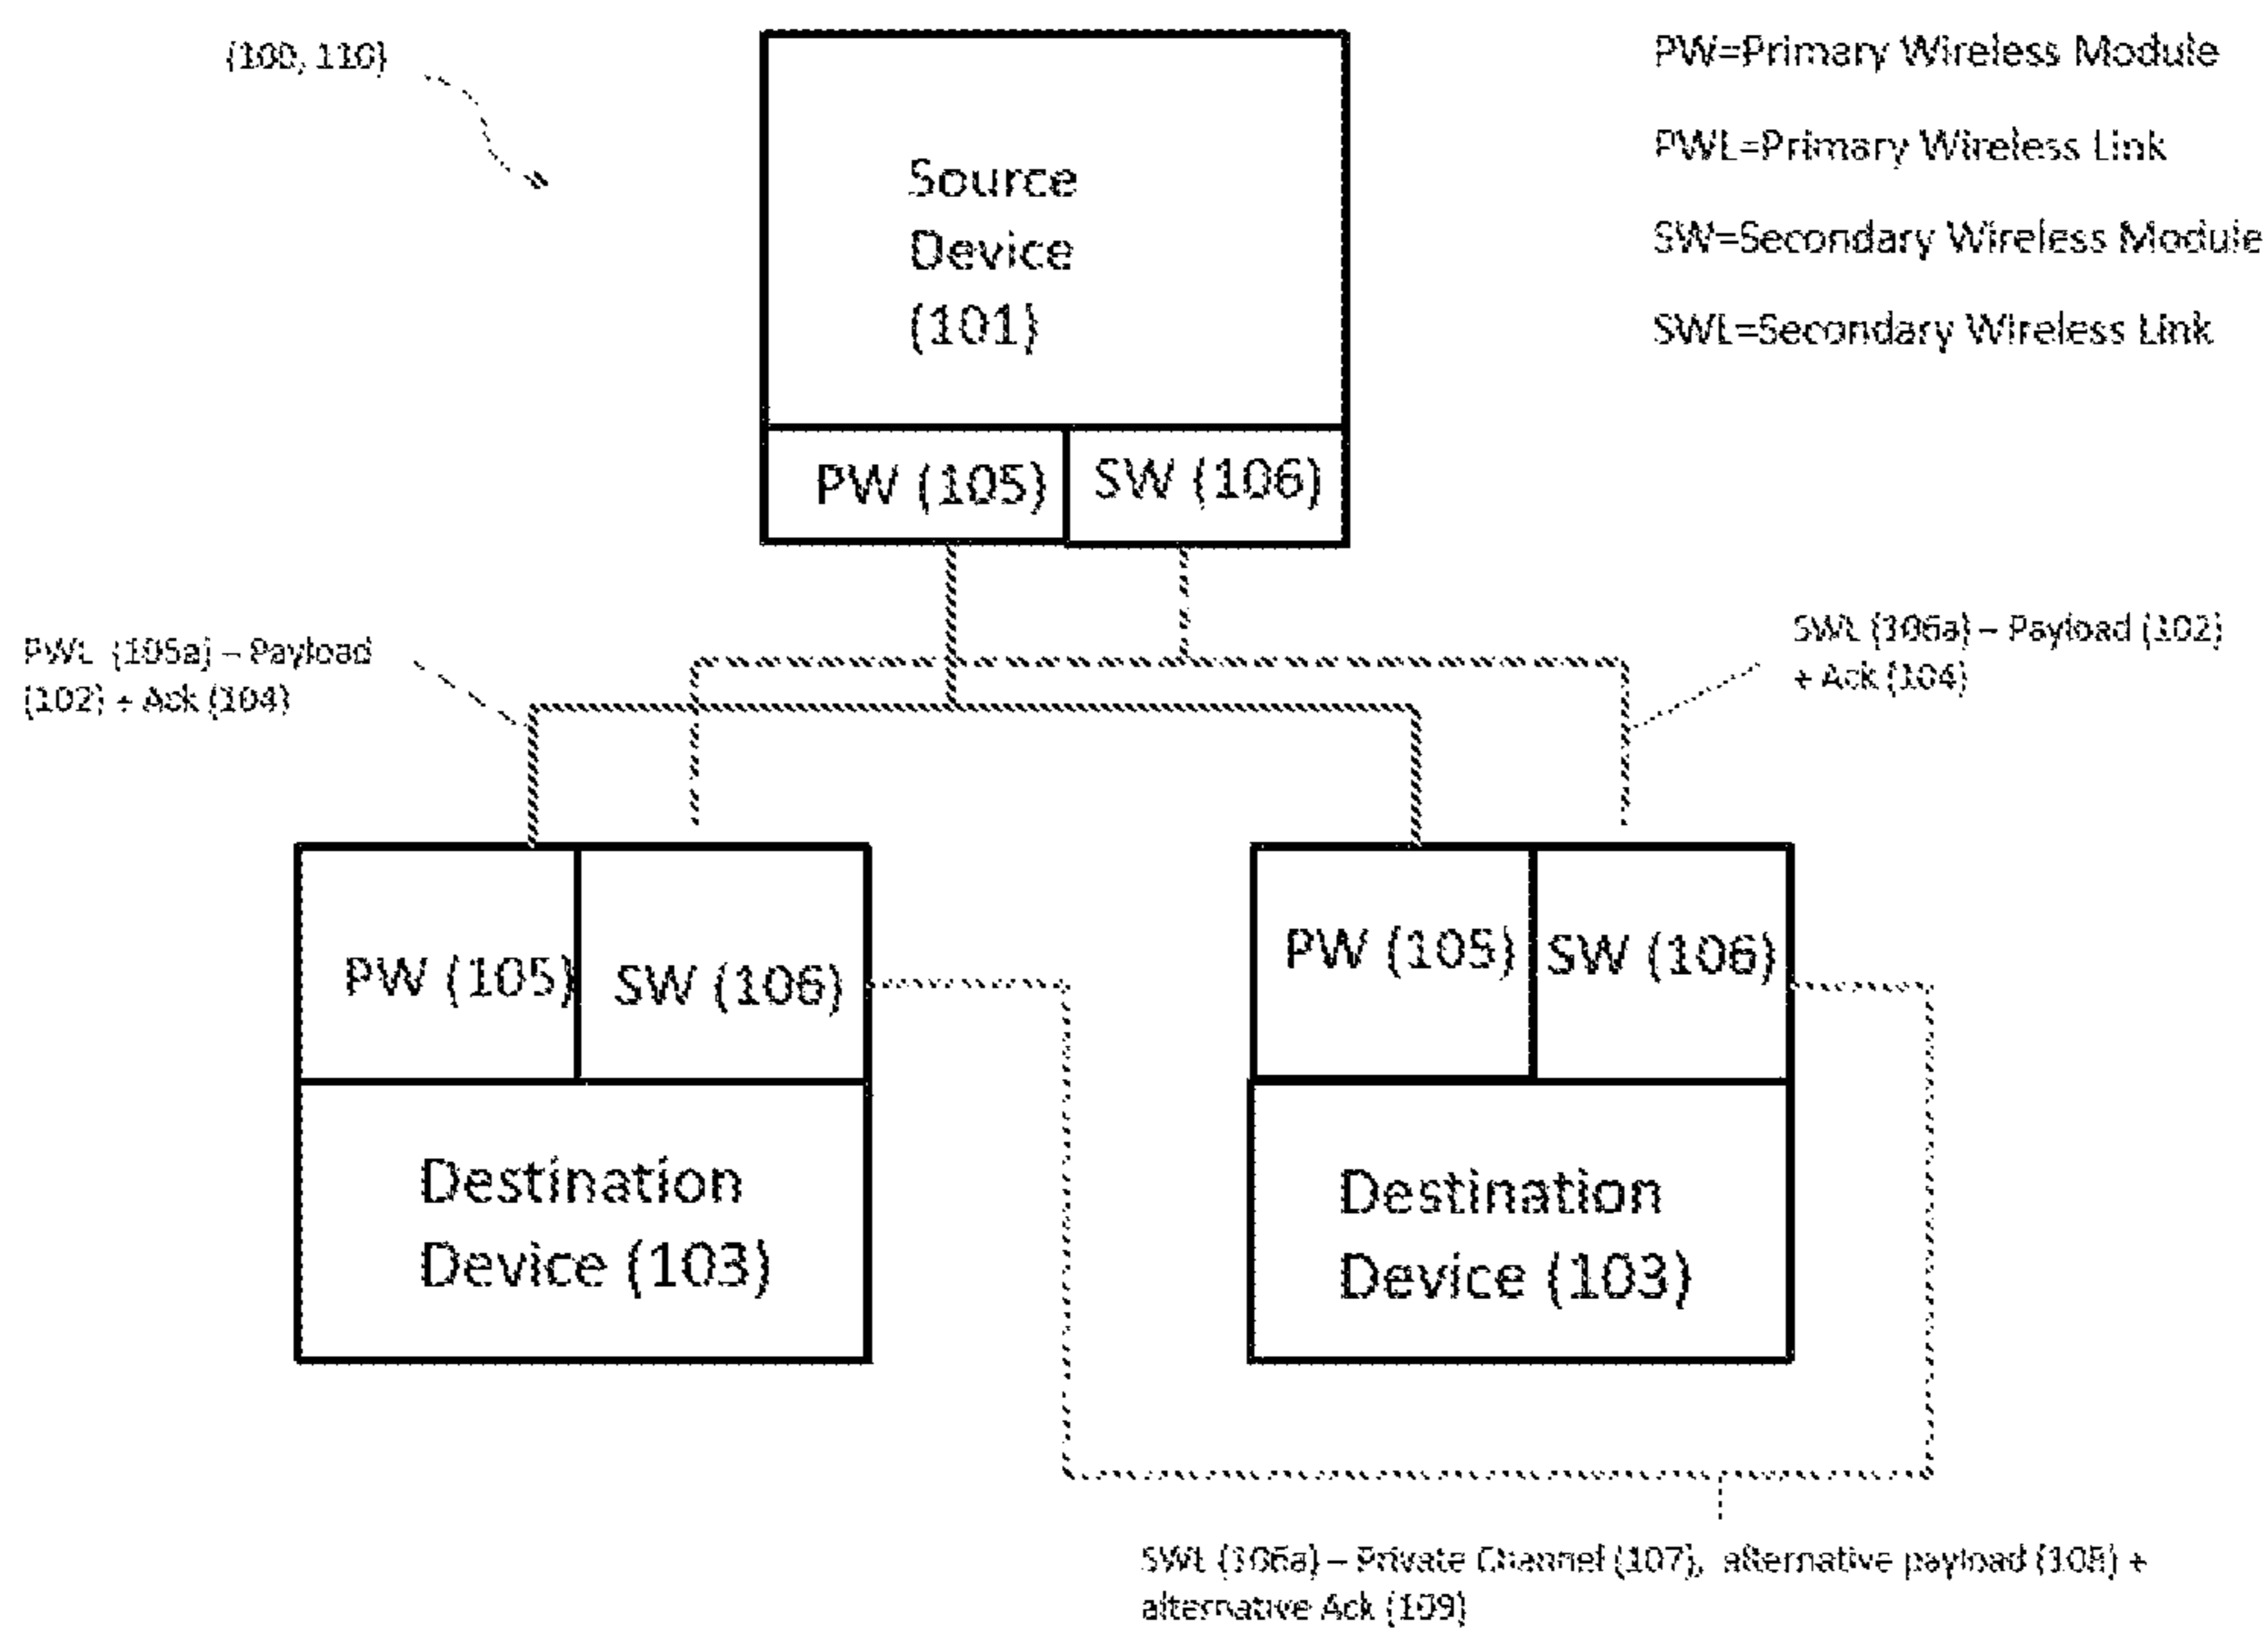 (100, 110)
PW=Primary Wireless Module
PWL=Primary Wireless Link
SW=Secondary Wireless Module
SWL=Secondary Wireless Link
Source
Device
(101)
PW (105)
SW (106)
PWL (105a) – Payload
(102) + Ack (104)
SWL (106a) – Payload (102)
+ Ack (104)
PW (105)
SW (106)
Destination
Device (103)
PW (105)
SW (106)
Destination
Device (103)
SWL (106a) – Private Channel (107), alternative payload (108) +
alternative Ack (109)